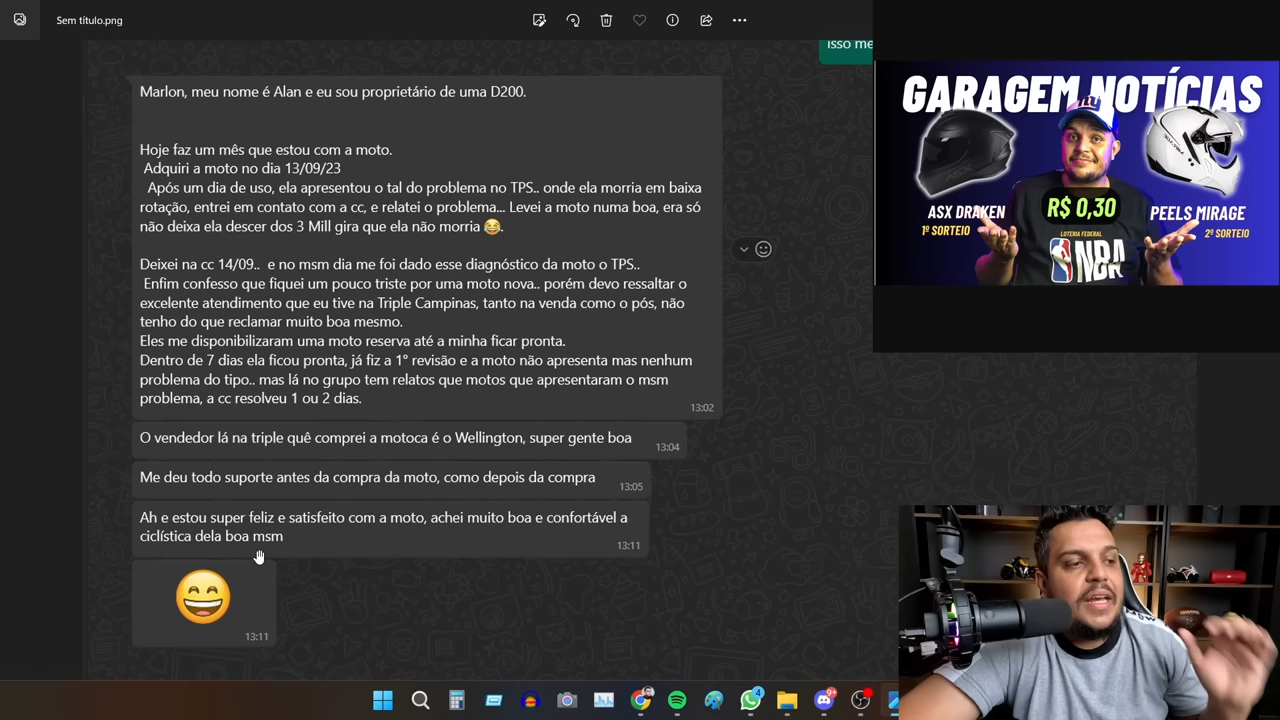 Sem título.png
isso me
Marlon, meu nome é Alan e eu sou proprietário de uma D200.
Hoje faz um mês que estou com a moto.
Adquiri a moto no dia 13/09/23
Após um dia de uso, ela apresentou o tal do problema no TPS.. onde ela morria em baixa
rotação, entrei em contato com a cc, e relatei o problema... Levei a moto numa boa, era só
não deixa ela descer dos 3 Mill gira que ela não morria 😂.
Deixei na cc 14/09.. e no msm dia me foi dado esse diagnóstico da moto o TPS..
Enfim confesso que fiquei um pouco triste por uma moto nova.. porém devo ressaltar o
excelente atendimento que eu tive na Triple Campinas, tanto na venda como o pós, não
tenho do que reclamar muito boa mesmo.
Eles me disponibilizaram uma moto reserva até a minha ficar pronta.
Dentro de 7 dias ela ficou pronta, já fiz a 1° revisão e a moto não apresenta mas nenhum
problema do tipo.. mas lá no grupo tem relatos que motos que apresentaram o msm
problema, a cc resolveu 1 ou 2 dias.
13:02
O vendedor lá na triple quê comprei a motoca é o Wellington, super gente boa
13:04
Me deu todo suporte antes da compra da moto, como depois da compra
13:05
Ah e estou super feliz e satisfeito com a moto, achei muito boa e confortável a
ciclística dela boa msm
13:11
😄
13:11
GARAGEM NOTÍCIAS
ASX DRAKEN
1º SORTEIO
R$ 0,30
LOTERIA FEDERAL
NBA
PEELS MIRAGE
2º SORTEIO
4
9+